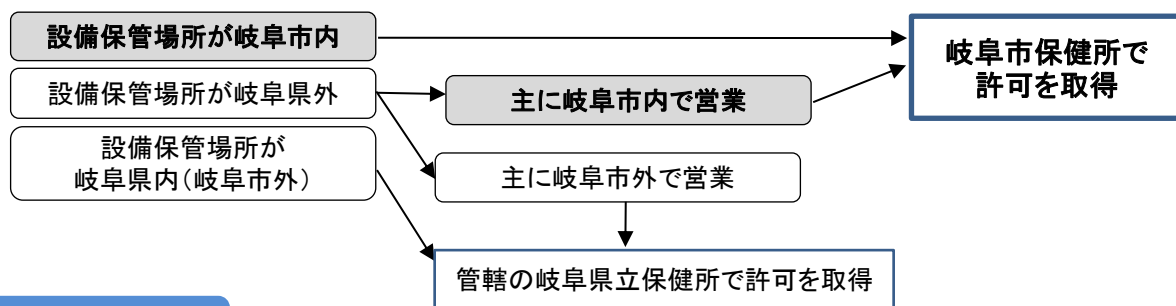 設備保管場所が岐阜市内
設備保管場所が岐阜県外
設備保管場所が
岐阜県内(岐阜市外)
主に岐阜市内で営業
主に岐阜市外で営業
岐阜市保健所で
許可を取得
管轄の岐阜県立保健所で許可を取得